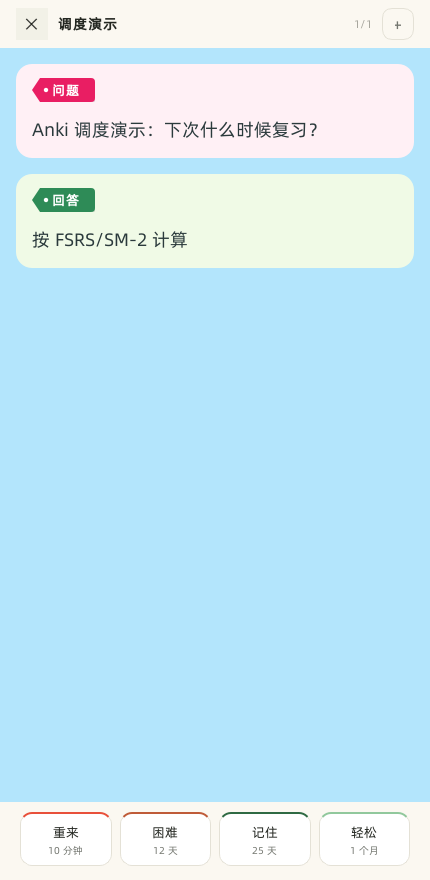 调度演示
1/1
+
问题
Anki 调度演示：下次什么时候复习？
回答
按 FSRS/SM-2 计算
重来
10 分钟
困难
12 天
记住
25 天
轻松
1 个月